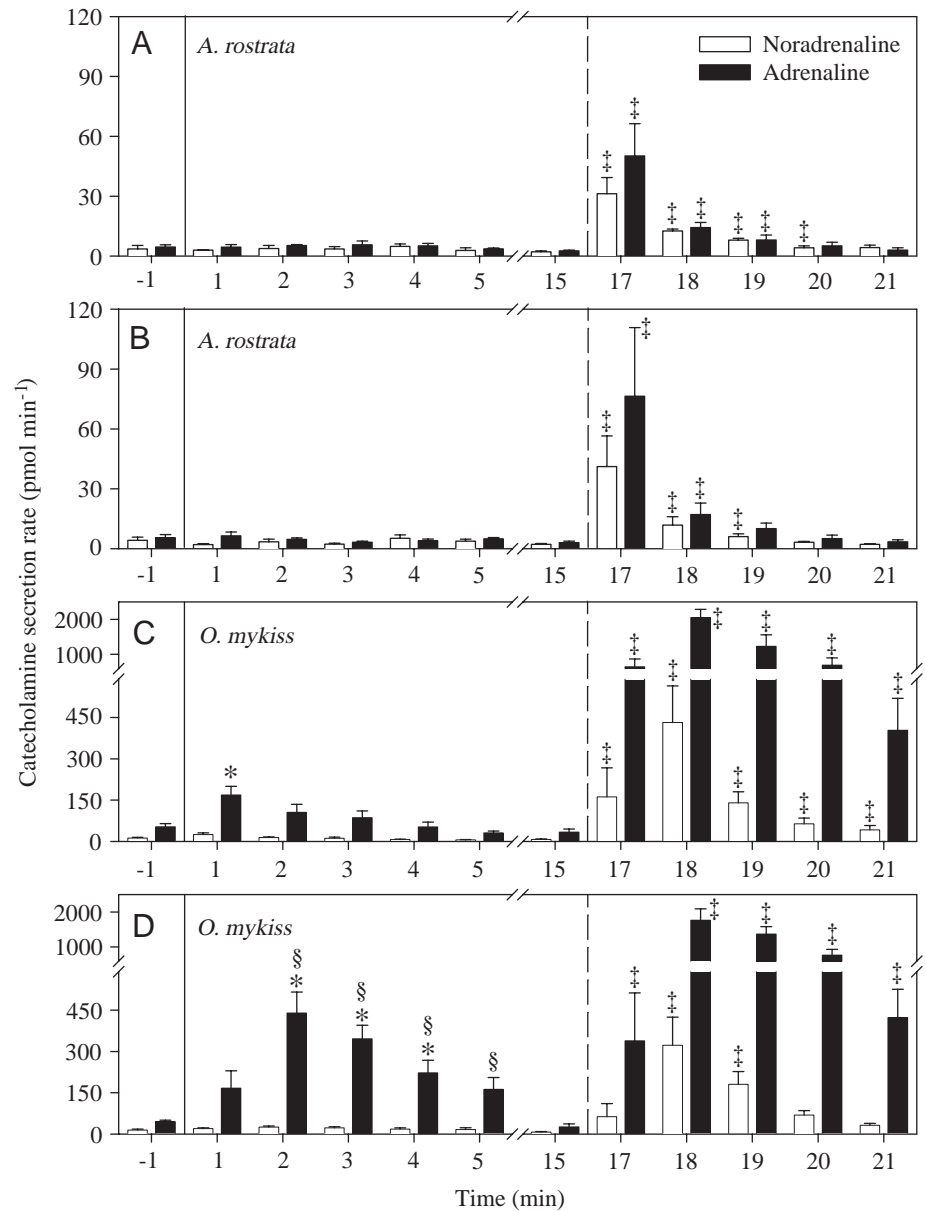 120
A
A. rostrata
Noradrenaline
Adrenaline
90
60
‡
‡
30
‡ ‡ ‡ ‡ ‡
0
-1 1 2 3 4 5 15 17 18 19 20 21
120
B
A. rostrata
‡
90
60
‡
30
‡ ‡ ‡
0
-1 1 2 3 4 5 15 17 18 19 20 21
C
O. mykiss
2000
1000
‡ ‡ ‡ ‡
450
‡ ‡
300
‡
150
* ‡ ‡ ‡
0
-1 1 2 3 4 5 15 17 18 19 20 21
D
O. mykiss
2000
1000
‡ ‡ ‡
§ § § §
* * *
450
‡ ‡ ‡
300
‡
150
0
-1 1 2 3 4 5 15 17 18 19 20 21
Catecholamine secretion rate (pmol min-1)
Time (min)